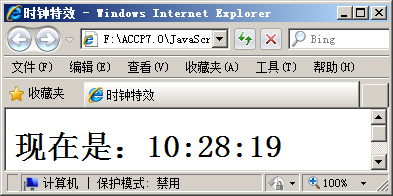 时钟特效 - Windows Internet Explorer
F:\ACCP7.0\JavaScr
Bing
文件(F) 编辑(E) 查看(V) 收藏夹(A) 工具(T) 帮助(H)
收藏夹 时钟特效
现在是：10:28:19
计算机 | 保护模式: 禁用 100%